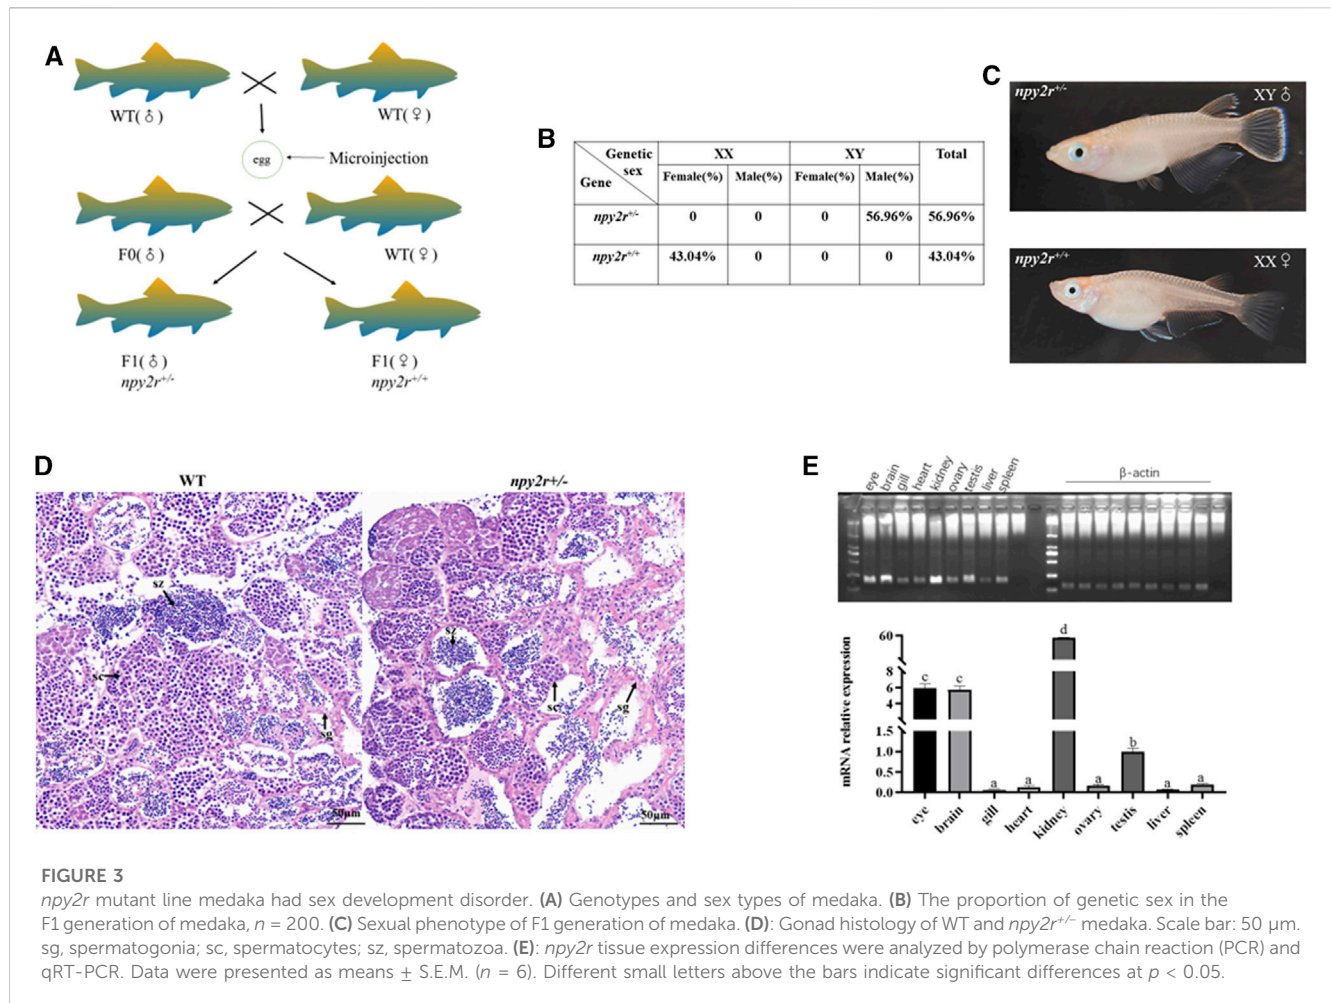 A
WT(♂)
WT(♀)
egg
Microinjection
F0(♂)
WT(♀)
F1(♂)
npy2r+/-
F1(♀)
npy2r+/+
B
Genetic sex
Gene
XX
XY
Total
Female(%)
Male(%)
Female(%)
Male(%)
npy2r+/-
0
0
0
56.96%
56.96%
npy2r+/+
43.04%
0
0
0
43.04%
C
npy2r+/-
XY ♂
npy2r+/+
XX ♀
D
WT
npy2r+/-
sz
sc
sg
50μm
sz
sc
sg
50μm
E
eye
brain
gill
heart
kidney
ovary
testis
liver
spleen
β-actin
mRNA relative expression
60
8
6
4
1.0
0.5
0.0
c
c
a
a
d
a
b
a
a
eye
brain
gill
heart
kidney
ovary
testis
liver
spleen
FIGURE 3
npy2r mutant line medaka had sex development disorder. (A) Genotypes and sex types of medaka. (B) The proportion of genetic sex in the
F1 generation of medaka, n = 200. (C) Sexual phenotype of F1 generation of medaka. (D): Gonad histology of WT and npy2r+/− medaka. Scale bar: 50 μm.
sg, spermatogonia; sc, spermatocytes; sz, spermatozoa. (E): npy2r tissue expression differences were analyzed by polymerase chain reaction (PCR) and
qRT-PCR. Data were presented as means ± S.E.M. (n = 6). Different small letters above the bars indicate significant differences at p < 0.05.